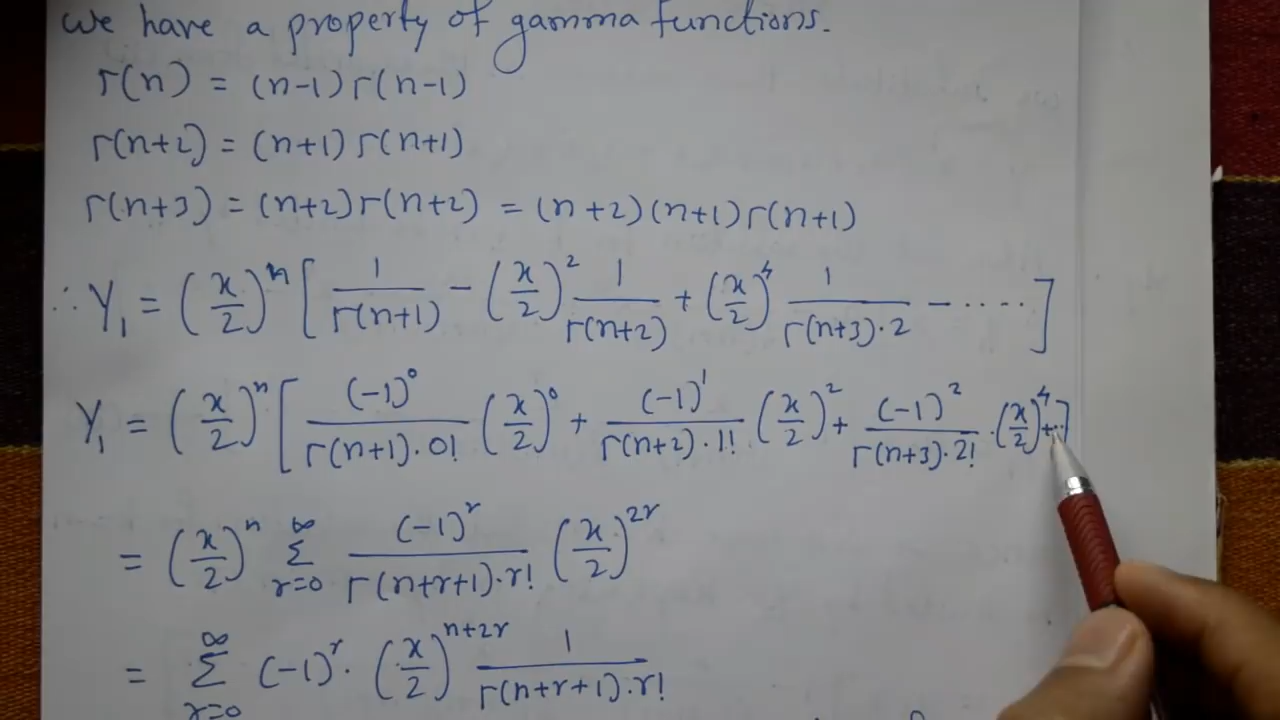 We have a property of gamma functions.
Γ(n) = (n-1) Γ(n-1)
Γ(n+2) = (n+1) Γ(n+1)
Γ(n+3) = (n+2) Γ(n+2) = (n+2) (n+1) Γ(n+1)
∴ Y₁ = (x/2)ⁿ [ 1/Γ(n+1) - (x/2)² 1/Γ(n+2) + (x/2)⁴ 1/(Γ(n+3)·2) - ····· ]
Y₁ = (x/2)ⁿ [ (-1)⁰/(Γ(n+1)·0!) (x/2)⁰ + (-1)¹/(Γ(n+2)·1!) (x/2)² + (-1)²/(Γ(n+3)·2!) ·(x/2)⁴ +·· ]
= (x/2)ⁿ ∑_{r=0}^{∞} (-1)^r/(Γ(n+r+1)·r!) (x/2)^{2r}
= ∑_{r=0}^{∞} (-1)^r · (x/2)^{n+2r} 1/(Γ(n+r+1)·r!)